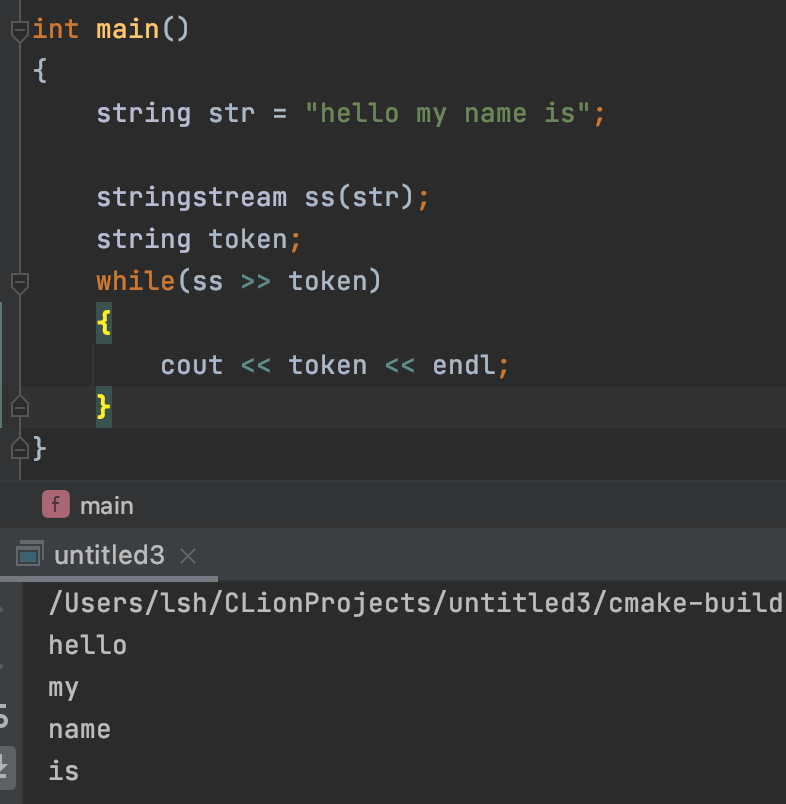 int main()
{
    string str = "hello my name is";

    stringstream ss(str);
    string token;
    while(ss >> token)
    {
        cout << token << endl;
    }
}
f main
untitled3 ×
/Users/lsh/CLionProjects/untitled3/cmake-build
hello
my
name
is